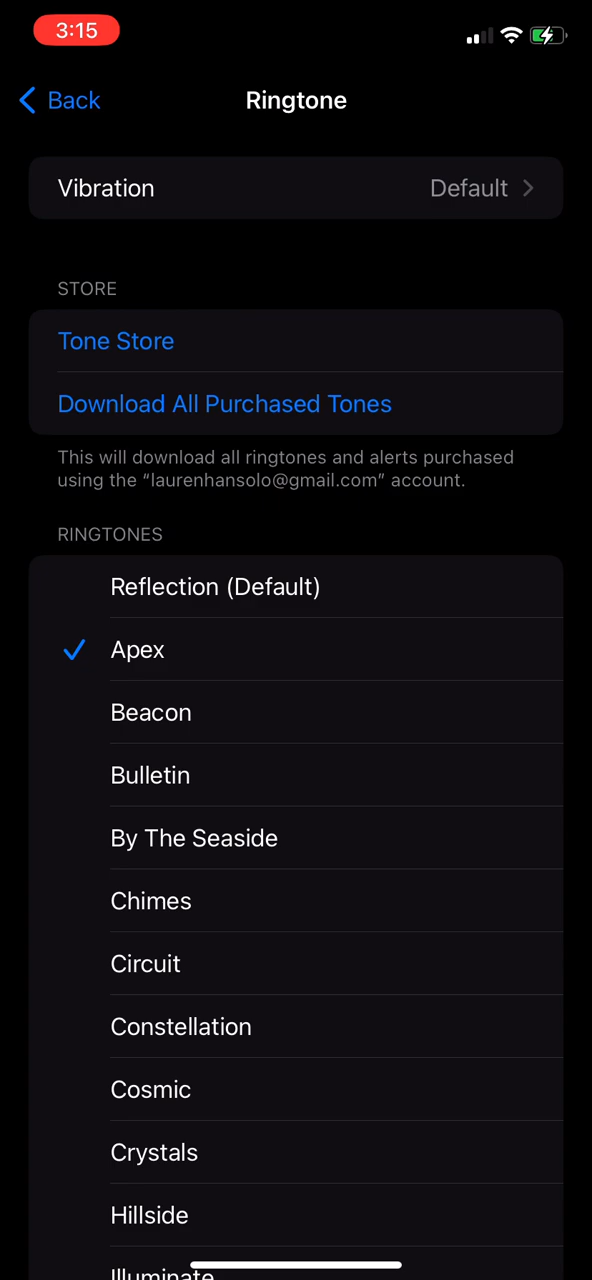 3:15
Back
Ringtone
Vibration
Default
STORE
Tone Store
Download All Purchased Tones
This will download all ringtones and alerts purchased
using the “laurenhansolo@gmail.com” account.
RINGTONES
Reflection (Default)
Apex
Beacon
Bulletin
By The Seaside
Chimes
Circuit
Constellation
Cosmic
Crystals
Hillside
Illuminate